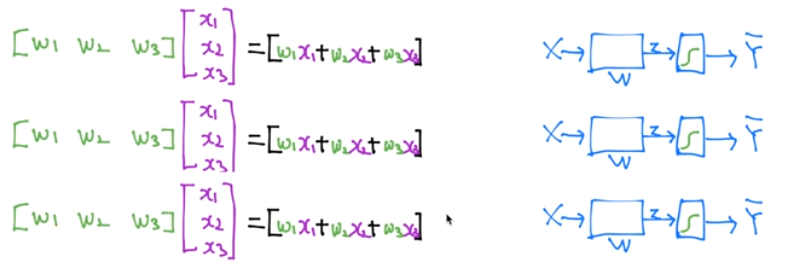 [w1 w2 w3] [x1 x2 x3] = [w1x1+w2x2+w3x3] X → z ∫ → Ȳ
W
[w1 w2 w3] [x1 x2 x3] = [w1x1+w2x2+w3x3] X → z ∫ → Ȳ
W
[w1 w2 w3] [x1 x2 x3] = [w1x1+w2x2+w3x3] X → z ∫ → Ȳ
W